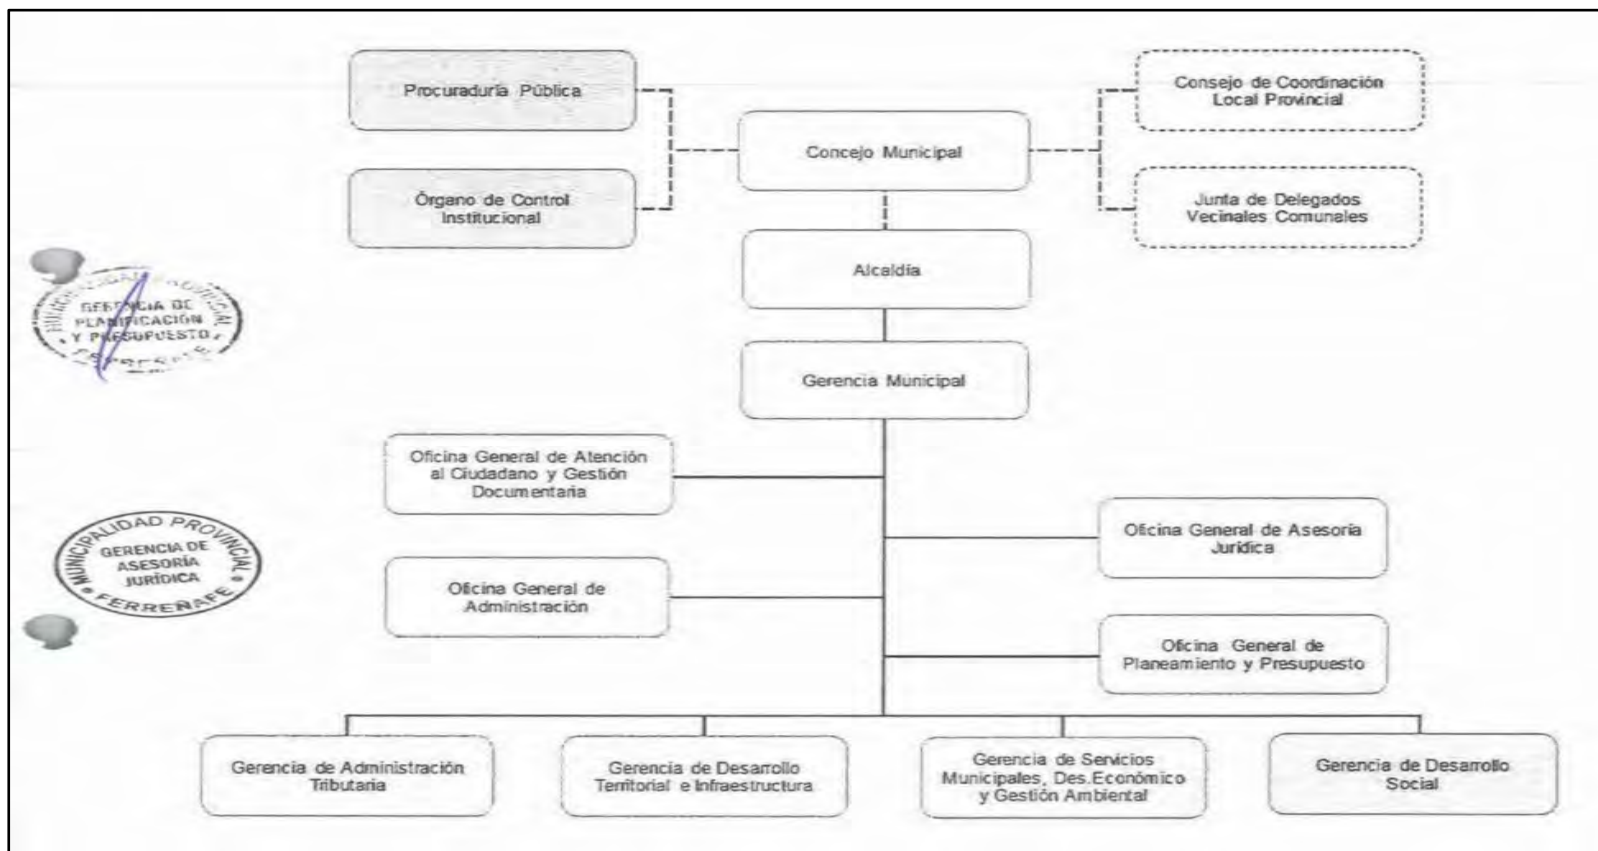 Procuraduría Pública
Consejo de Coordinación
Local Provincial
Concejo Municipal
Órgano de Control
Institucional
Junta de Delegados
Vecinales Comunales
Alcaldía
MUNICIPALIDAD PROVINCIAL
GERENCIA DE
PLANIFICACIÓN
Y PRESUPUESTO
Gerencia Municipal
Oficina General de Atención
al Ciudadano y Gestión
Documentaria
Oficina General de Asesoría
Jurídica
MUNICIPALIDAD PROVINCIAL
GERENCIA DE
ASESORÍA
JURÍDICA
FERREÑAFE
Oficina General de
Administración
Oficina General de
Planeamiento y Presupuesto
Gerencia de Administración
Tributaria
Gerencia de Desarrollo
Territorial e Infraestructura
Gerencia de Servicios
Municipales, Des.Económico
y Gestión Ambiental
Gerencia de Desarrollo
Social